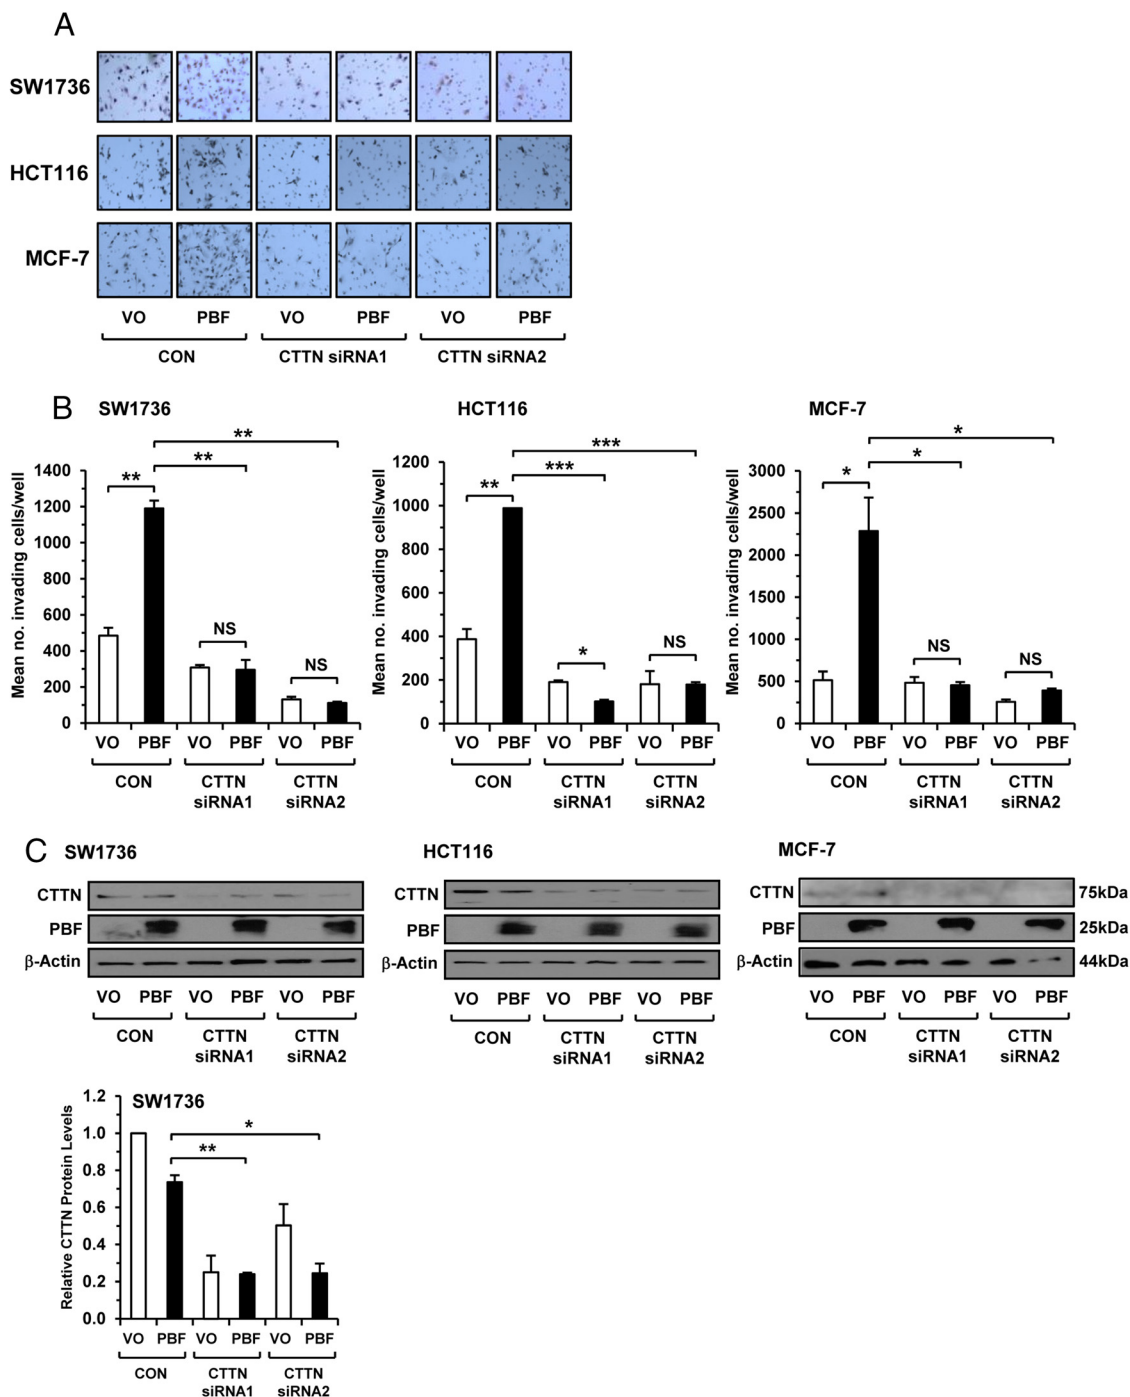 A
SW1736
HCT116
MCF-7
VO PBF VO PBF VO PBF
CON CTTN siRNA1 CTTN siRNA2
B
SW1736
Mean no. invading cells/well
1400
1200
1000
800
600
400
200
0
**
**
**
NS
NS
VO PBF VO PBF VO PBF
CON CTTN CTTN
siRNA1 siRNA2
HCT116
Mean no. invading cells/well
1200
1000
800
600
400
200
0
***
***
**
*
NS
VO PBF VO PBF VO PBF
CON CTTN CTTN
siRNA1 siRNA2
MCF-7
Mean no. invading cells/well
3000
2500
2000
1500
1000
500
0
*
*
*
NS
NS
VO PBF VO PBF VO PBF
CON CTTN CTTN
siRNA1 siRNA2
C
SW1736
CTTN
PBF
β-Actin
VO PBF VO PBF VO PBF
CON CTTN CTTN
siRNA1 siRNA2
HCT116
CTTN
PBF
β-Actin
VO PBF VO PBF VO PBF
CON CTTN CTTN
siRNA1 siRNA2
MCF-7
CTTN 75kDa
PBF 25kDa
β-Actin 44kDa
VO PBF VO PBF VO PBF
CON CTTN CTTN
siRNA1 siRNA2
SW1736
Relative CTTN Protein Levels
1.2
1.0
0.8
0.6
0.4
0.2
0.0
*
**
VO PBF VO PBF VO PBF
CON CTTN CTTN
siRNA1 siRNA2